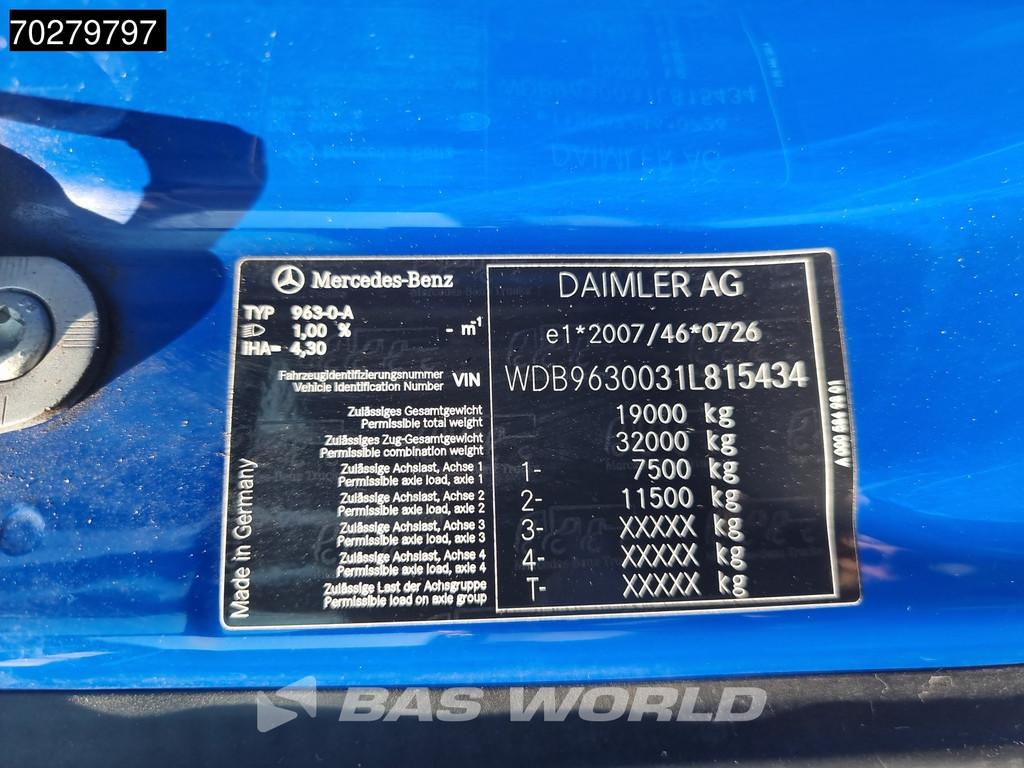 70279797
Mercedes-Benz
TYP 963-0-A
1,00 % - m⁻¹
iHA= 4,30
DAIMLER AG
e1*2007/46*0726
Fahrzeugidentifizierungsnummer
Vehicle Identification Number VIN WDB9630031L815434
Zulässiges Gesamtgewicht
Permissible total weight 19000 kg
Zulässiges Zug-Gesamtgewicht
Permissible combination weight 32000 kg
Zulässige Achslast, Achse 1
Permissible axle load, axle 1 1- 7500 kg
Zulässige Achslast, Achse 2
Permissible axle load, axle 2 2- 11500 kg
Zulässige Achslast, Achse 3
Permissible axle load, axle 3 3- XXXXX kg
Zulässige Achslast, Achse 4
Permissible axle load, axle 4 4- XXXXX kg
Zulässige Last der Achsgruppe
Permissible load on axle group T- XXXXX kg
Made in Germany
BAS WORLD